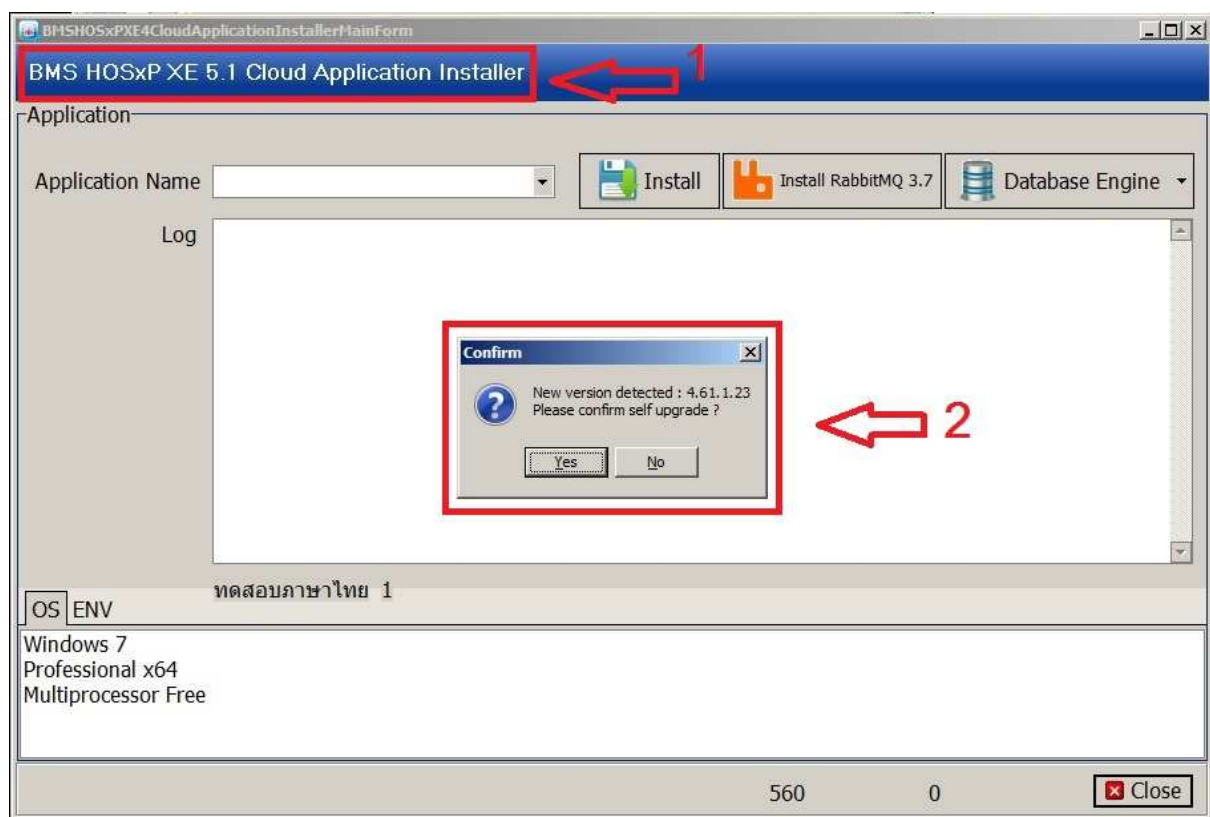 BMSHOSxPXE4CloudApplicationInstallerMainForm
BMS HOSxP XE 5.1 Cloud Application Installer
1
Application
Application Name
Install
Install RabbitMQ 3.7
Database Engine
Log
Confirm
New version detected : 4.61.1.23
Please confirm self upgrade ?
Yes
No
2
ทดสอบภาษาไทย 1
OS ENV
Windows 7
Professional x64
Multiprocessor Free
560 0
Close